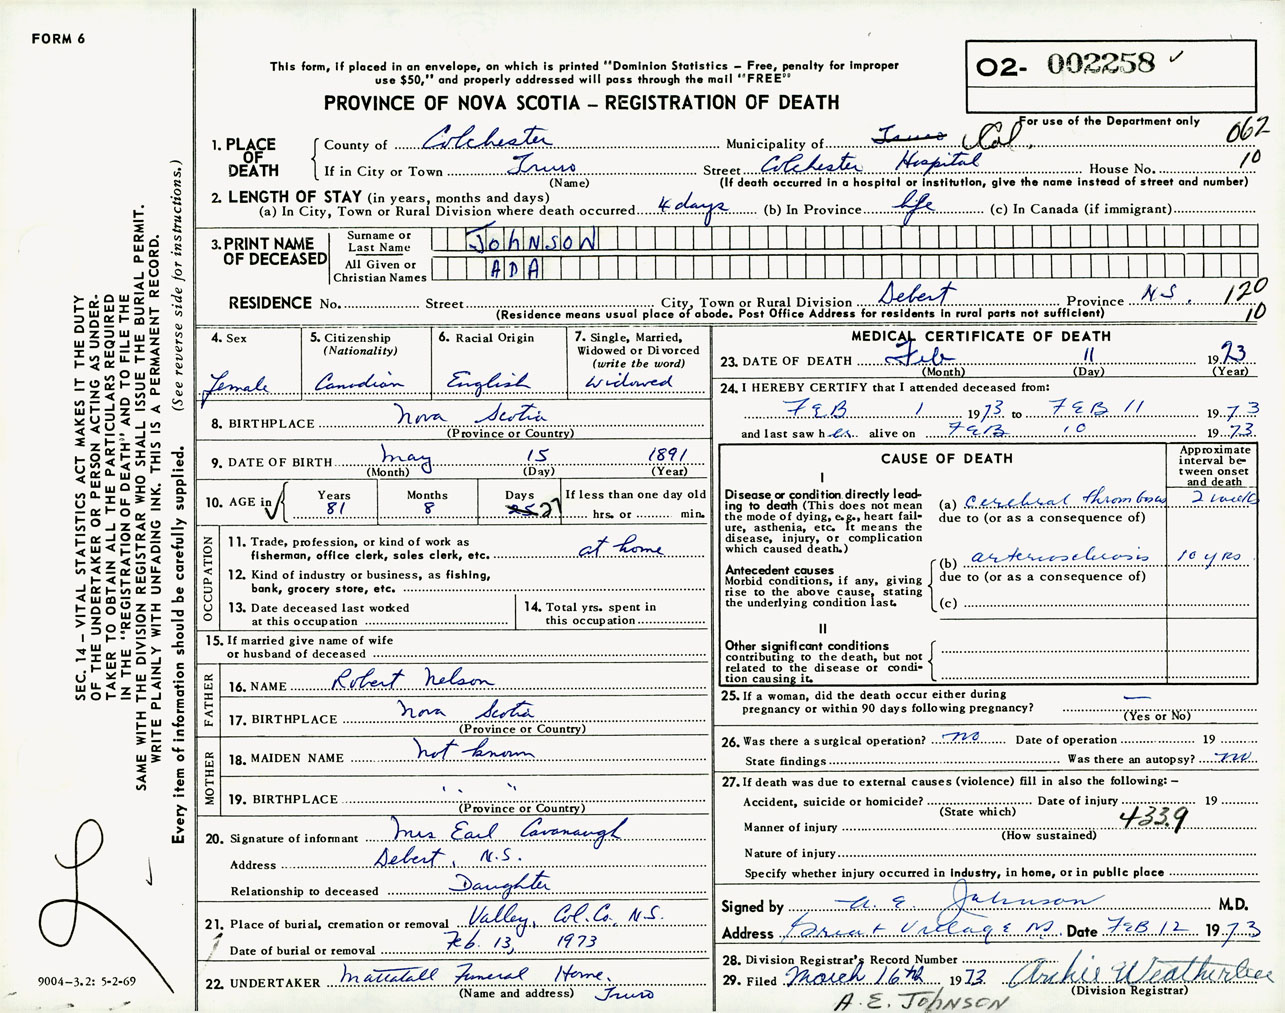 FORM 6
This form, if placed in an envelope, on which is printed "Dominion Statistics – Free, penalty for improper
use $50," and properly addressed will pass through the mail "FREE"
PROVINCE OF NOVA SCOTIA – REGISTRATION OF DEATH
O2- 002258 ✓
For use of the Department only
062
10
1. PLACE OF DEATH
County of Colchester Municipality of Truro Col.
If in City or Town Truro Street Colchester Hospital House No.
(Name) (If death occurred in a hospital or institution, give the name instead of street and number)
2. LENGTH OF STAY (in years, months and days)
(a) In City, Town or Rural Division where death occurred 4 days (b) In Province life (c) In Canada (if immigrant)
3. PRINT NAME OF DECEASED
Surname or Last Name JOHNSON
All Given or Christian Names ADA
RESIDENCE No. Street City, Town or Rural Division Debert Province N.S. 120
(Residence means usual place of abode. Post Office Address for residents in rural parts not sufficient) 10
4. Sex
female
5. Citizenship
(Nationality)
Canadian
6. Racial Origin
English
7. Single, Married,
Widowed or Divorced
(write the word)
Widowed
8. BIRTHPLACE Nova Scotia
(Province or Country)
9. DATE OF BIRTH May 15 1891
(Month) (Day) (Year)
10. AGE in
Years Months Days If less than one day old
81 8 25 27 hrs. or min.
OCCUPATION
11. Trade, profession, or kind of work as
fisherman, office clerk, sales clerk, etc. at home
12. Kind of industry or business, as fishing,
bank, grocery store, etc.
13. Date deceased last worked
at this occupation
14. Total yrs. spent in
this occupation
15. If married give name of wife
or husband of deceased
FATHER
16. NAME Robert Nelson
17. BIRTHPLACE Nova Scotia
(Province or Country)
MOTHER
18. MAIDEN NAME Not known
19. BIRTHPLACE " "
(Province or Country)
20. Signature of informant Mrs Earl Cavanaugh
Address Debert, N.S.
Relationship to deceased Daughter
21. Place of burial, cremation or removal Valley, Col. Co. N.S.
Date of burial or removal Feb. 13, 1973
22. UNDERTAKER Mattatall Funeral Home.
(Name and address) Truro
MEDICAL CERTIFICATE OF DEATH
23. DATE OF DEATH Feb 11 1973
(Month) (Day) (Year)
24. I HEREBY CERTIFY that I attended deceased from:
FEB 1 1973 to FEB 11 1973
and last saw her alive on FEB 10 1973
CAUSE OF DEATH
Approximate
interval be-
tween onset
and death
I
Disease or condition directly lead-
ing to death (This does not mean
the mode of dying, e.g., heart fail-
ure, asthenia, etc. It means the
disease, injury, or complication
which caused death.)
(a) cerebral thrombosis 2 weeks
due to (or as a consequence of)
Antecedent causes
Morbid conditions, if any, giving
rise to the above cause, stating
the underlying condition last.
(b) arteriosclerosis 10 yrs
due to (or as a consequence of)
(c)
II
Other significant conditions
contributing to the death, but not
related to the disease or condi-
tion causing it.
25. If a woman, did the death occur either during
pregnancy or within 90 days following pregnancy? —
(Yes or No)
26. Was there a surgical operation? no Date of operation 19
State findings Was there an autopsy? no
27. If death was due to external causes (violence) fill in also the following: –
Accident, suicide or homicide? Date of injury 19
(State which)
Manner of injury 433.9
(How sustained)
Nature of injury
Specify whether injury occurred in industry, in home, or in public place
Signed by A. E. Johnson M.D.
Address Great Village NS Date FEB 12 1973
28. Division Registrar's Record Number
29. Filed March 16th 1973 Archie Weatherbee
(Division Registrar)
A. E. JOHNSON
SEC. 14 – VITAL STATISTICS ACT MAKES IT THE DUTY
OF THE UNDERTAKER OR PERSON ACTING AS UNDER-
TAKER TO OBTAIN ALL THE PARTICULARS REQUIRED
IN THE "REGISTRATION OF DEATH" AND TO FILE THE
SAME WITH THE DIVISION REGISTRAR WHO SHALL ISSUE THE BURIAL PERMIT.
WRITE PLAINLY WITH UNFADING INK. THIS IS A PERMANENT RECORD.
Every item of information should be carefully supplied. (See reverse side for instructions.)
9004-3.2: 5-2-69